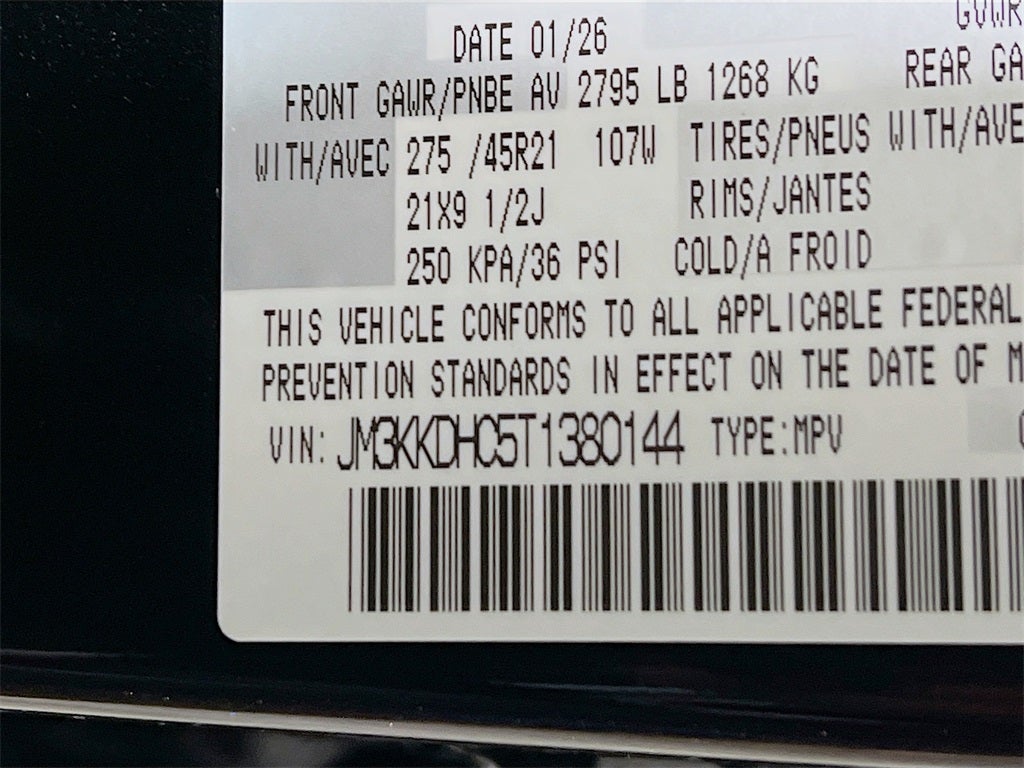 DATE 01/26
GVWR
FRONT GAWR/PNBE AV 2795 LB 1268 KG REAR GA
WITH/AVEC 275 /45R21 107W TIRES/PNEUS WITH/AVE
21X9 1/2J RIMS/JANTES
250 KPA/36 PSI COLD/A FROID
THIS VEHICLE CONFORMS TO ALL APPLICABLE FEDERAL
PREVENTION STANDARDS IN EFFECT ON THE DATE OF M
VIN: JM3KKDHC5T1380144 TYPE:MPV